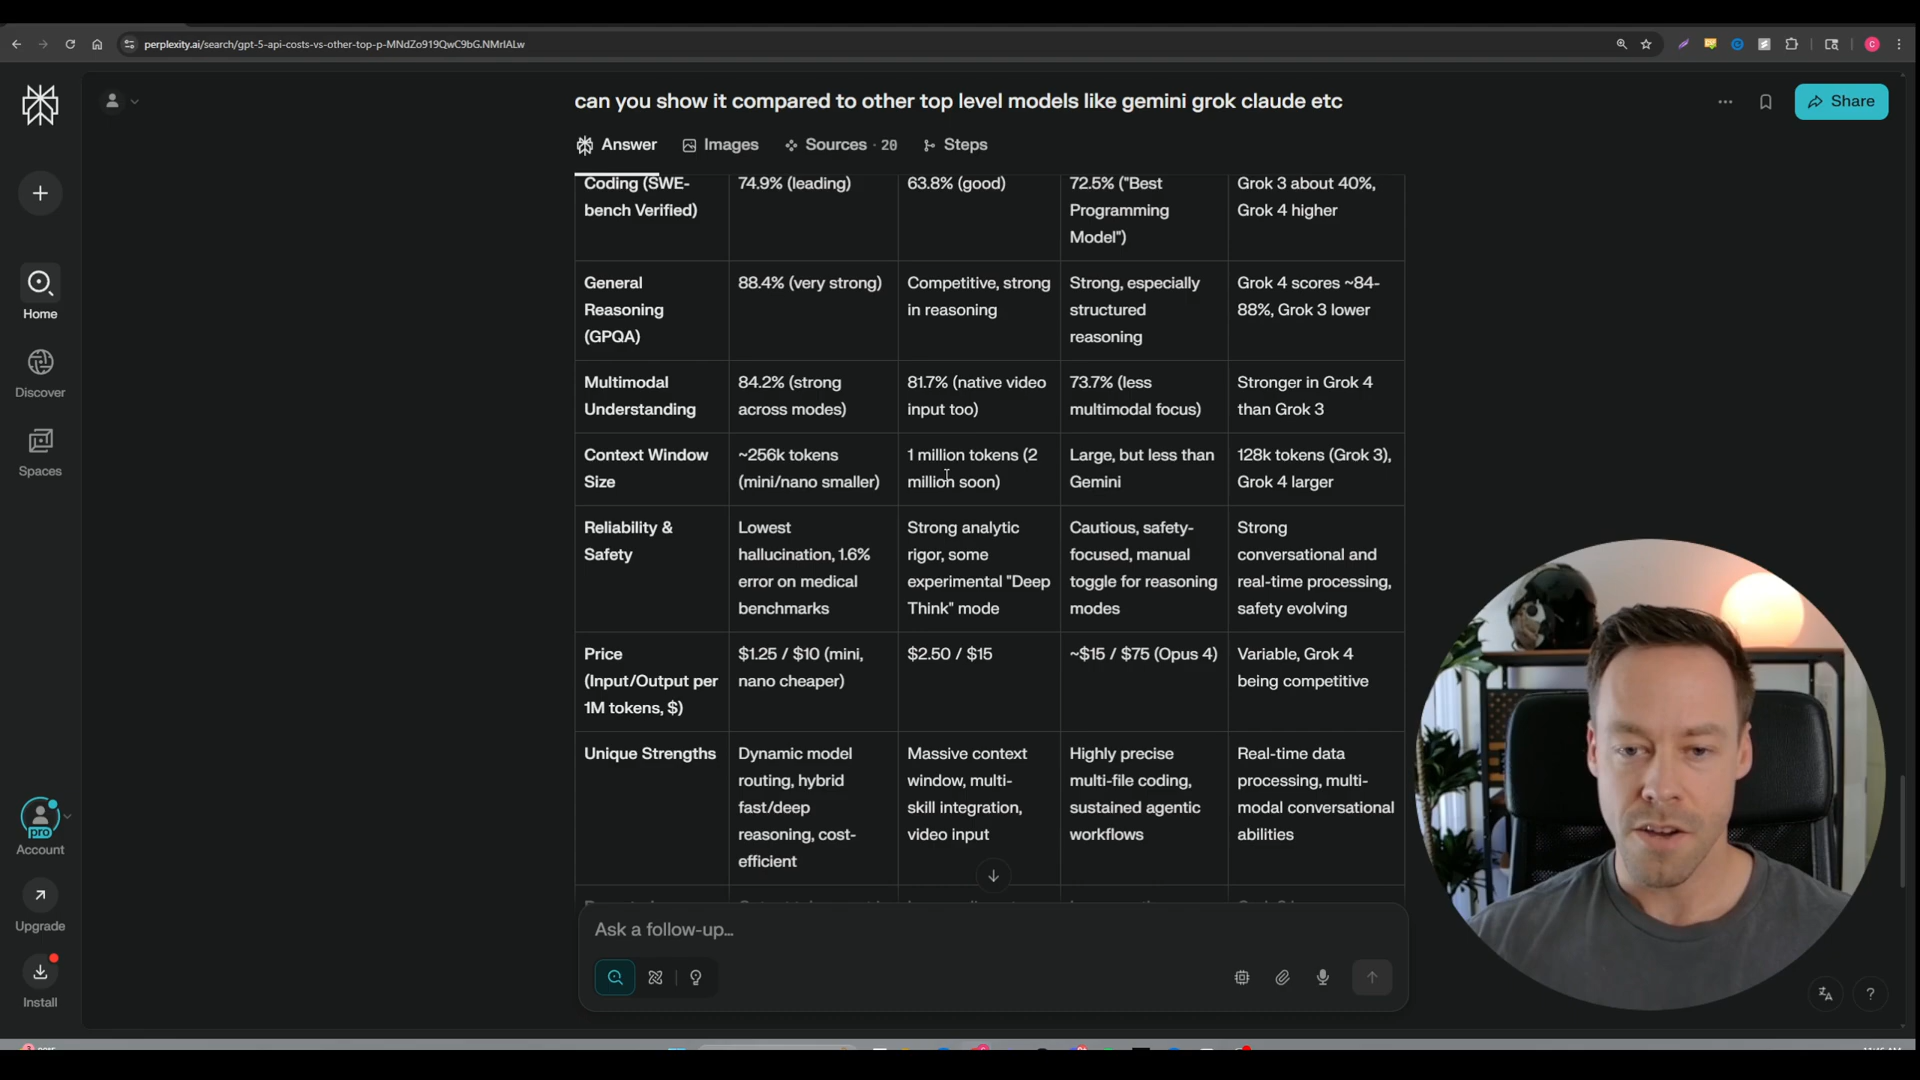 perplexity.ai/search/gpt-5-api-costs-vs-other-top-p-MNdZo919QwC9bG.NMrIALw
can you show it compared to other top level models like gemini grok claude etc
Share
Answer
Images
Sources · 20
Steps
Home
Discover
Spaces
pro
Account
Upgrade
Install
Coding (SWE-
bench Verified)
74.9% (leading)
63.8% (good)
72.5% ("Best
Programming
Model")
Grok 3 about 40%,
Grok 4 higher
General
Reasoning
(GPQA)
88.4% (very strong)
Competitive, strong
in reasoning
Strong, especially
structured
reasoning
Grok 4 scores ~84-
88%, Grok 3 lower
Multimodal
Understanding
84.2% (strong
across modes)
81.7% (native video
input too)
73.7% (less
multimodal focus)
Stronger in Grok 4
than Grok 3
Context Window
Size
~256k tokens
(mini/nano smaller)
1 million tokens (2
million soon)
Large, but less than
Gemini
128k tokens (Grok 3),
Grok 4 larger
Reliability &
Safety
Lowest
hallucination, 1.6%
error on medical
benchmarks
Strong analytic
rigor, some
experimental "Deep
Think" mode
Cautious, safety-
focused, manual
toggle for reasoning
modes
Strong
conversational and
real-time processing,
safety evolving
Price
(Input/Output per
1M tokens, $)
$1.25 / $10 (mini,
nano cheaper)
$2.50 / $15
~$15 / $75 (Opus 4)
Variable, Grok 4
being competitive
Unique Strengths
Dynamic model
routing, hybrid
fast/deep
reasoning, cost-
efficient
Massive context
window, multi-
skill integration,
video input
Highly precise
multi-file coding,
sustained agentic
workflows
Real-time data
processing, multi-
modal conversational
abilities
Ask a follow-up...